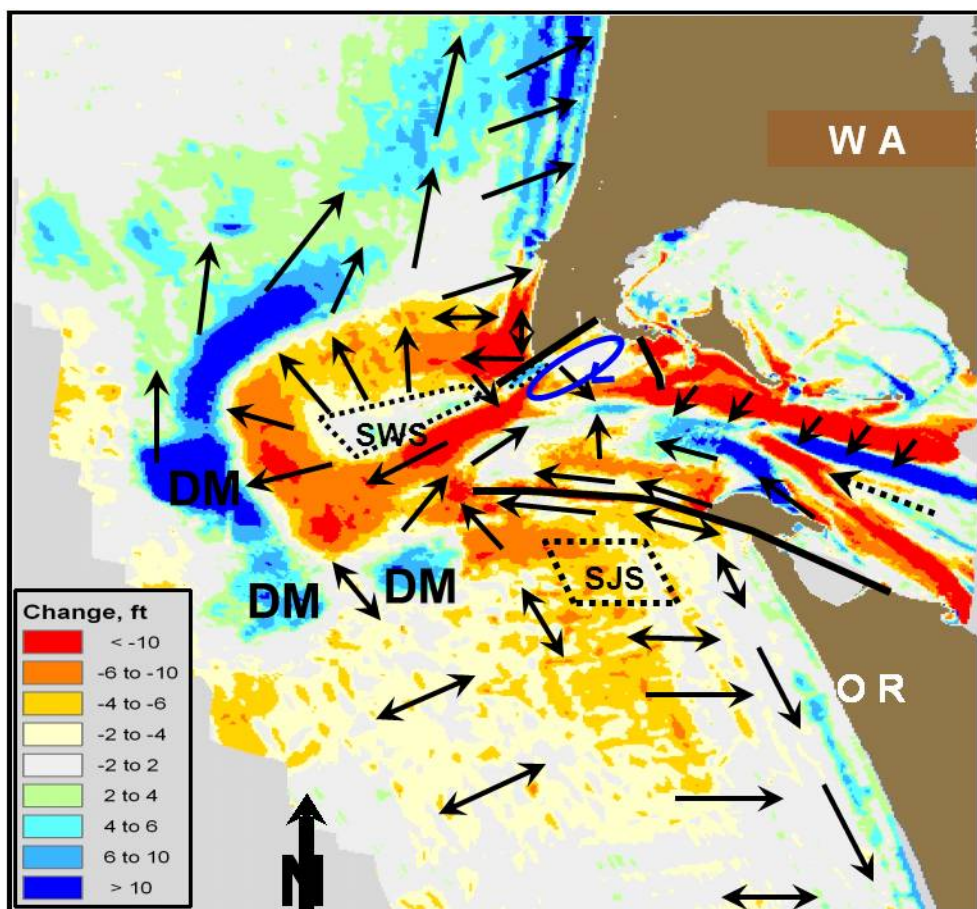 W A
SWS
DM
DM
DM
SJS
O R
Change, ft
< -10
-6 to -10
-4 to -6
-2 to -4
-2 to 2
2 to 4
4 to 6
6 to 10
> 10
N